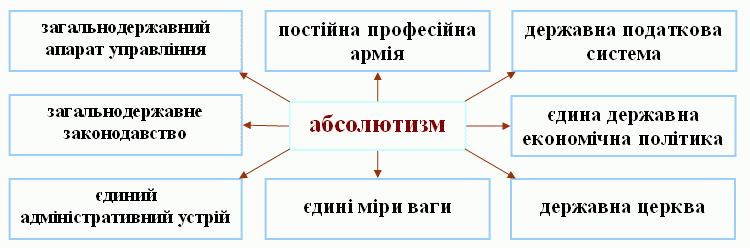 загальнодержавний
апарат управління
постійна професійна
армія
державна податкова
система
загальнодержавне
законодавство
абсолютизм
єдина державна
економічна політика
єдиний
адміністративний устрій
єдині міри ваги
державна церква